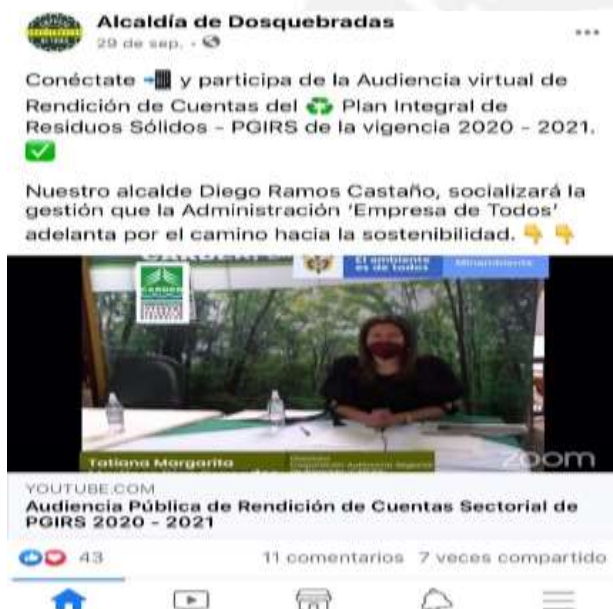 Alcaldía de Dosquebradas
29 de sep. ·
Conéctate 📲 y participa de la Audiencia virtual de
Rendición de Cuentas del ♻️ Plan Integral de
Residuos Sólidos - PGIRS de la vigencia 2020 - 2021.
✅
Nuestro alcalde Diego Ramos Castaño, socializará la
gestión que la Administración ‘Empresa de Todos’
adelanta por el camino hacia la sostenibilidad. 👇 👇
CARDER
El ambiente
es de todos
Minambiente
CARDER
Tatiana Margarita
zoom
YOUTUBE.COM
Audiencia Pública de Rendición de Cuentas Sectorial de
PGIRS 2020 - 2021
43
11 comentarios 7 veces compartido